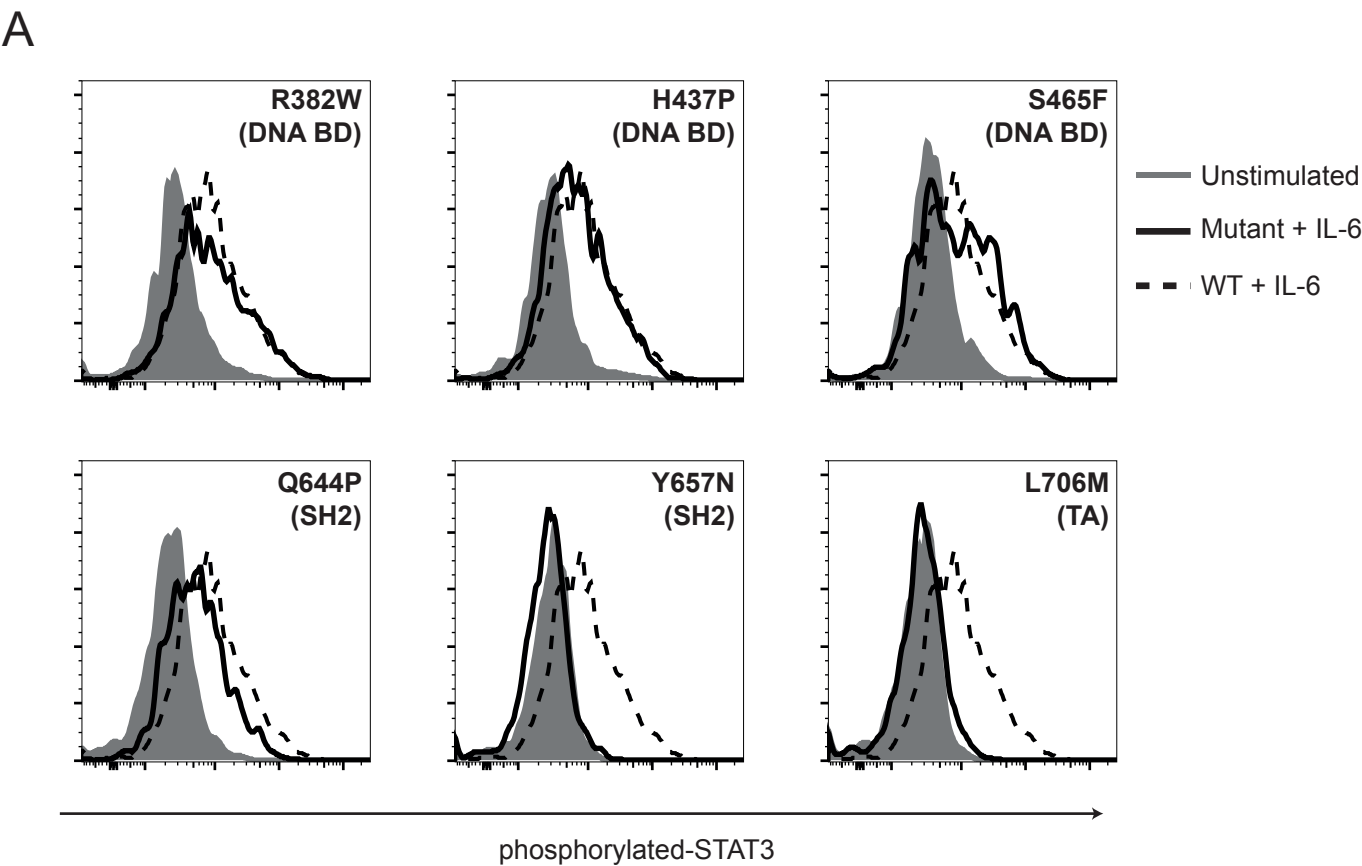 A
R382W
(DNA BD)
H437P
(DNA BD)
S465F
(DNA BD)
Unstimulated
Mutant + IL-6
WT + IL-6
Q644P
(SH2)
Y657N
(SH2)
L706M
(TA)
phosphorylated-STAT3